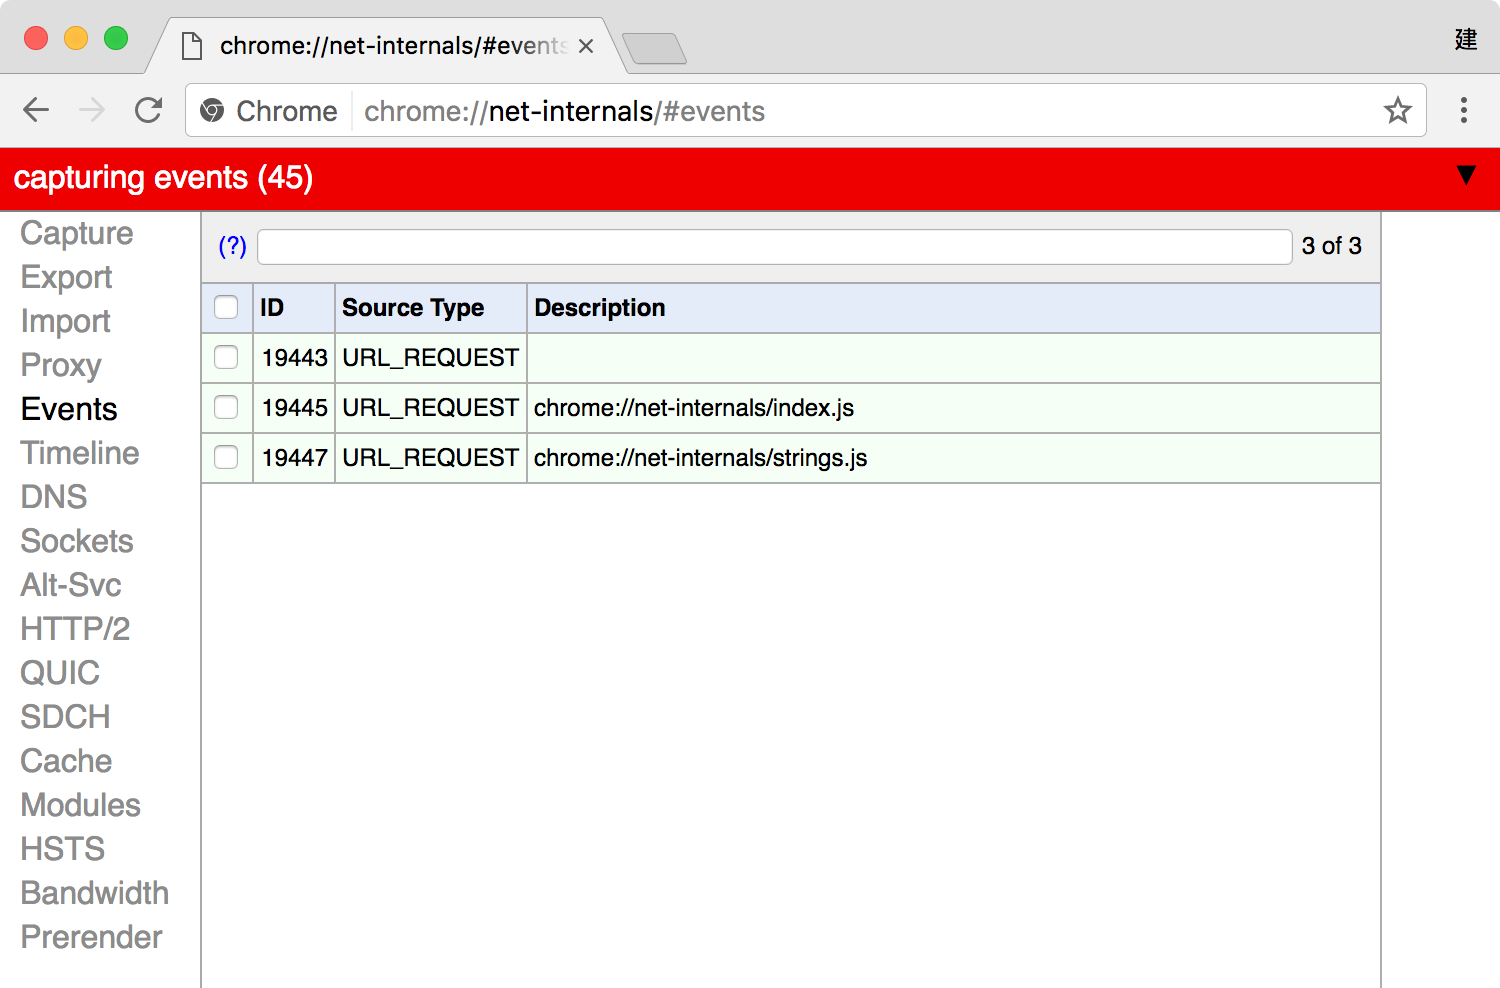 chrome://net-internals/#events
建
Chrome chrome://net-internals/#events
capturing events (45)
Capture
Export
Import
Proxy
Events
Timeline
DNS
Sockets
Alt-Svc
HTTP/2
QUIC
SDCH
Cache
Modules
HSTS
Bandwidth
Prerender
(?) 3 of 3
ID Source Type Description
19443 URL_REQUEST
19445 URL_REQUEST chrome://net-internals/index.js
19447 URL_REQUEST chrome://net-internals/strings.js